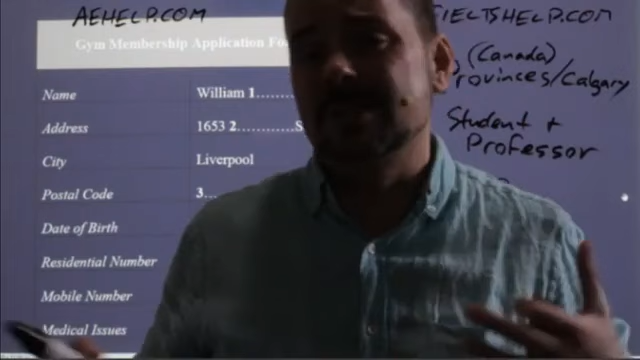 AEHELP.COM
IELTSHELP.COM
Gym Membership Application
(Canada)
Provinces/Calgary
Student +
Professor
Name William 1..........
Address 1653 2..........S
City Liverpool
Postal Code 3...
Date of Birth
Residential Number
Mobile Number
Medical Issues